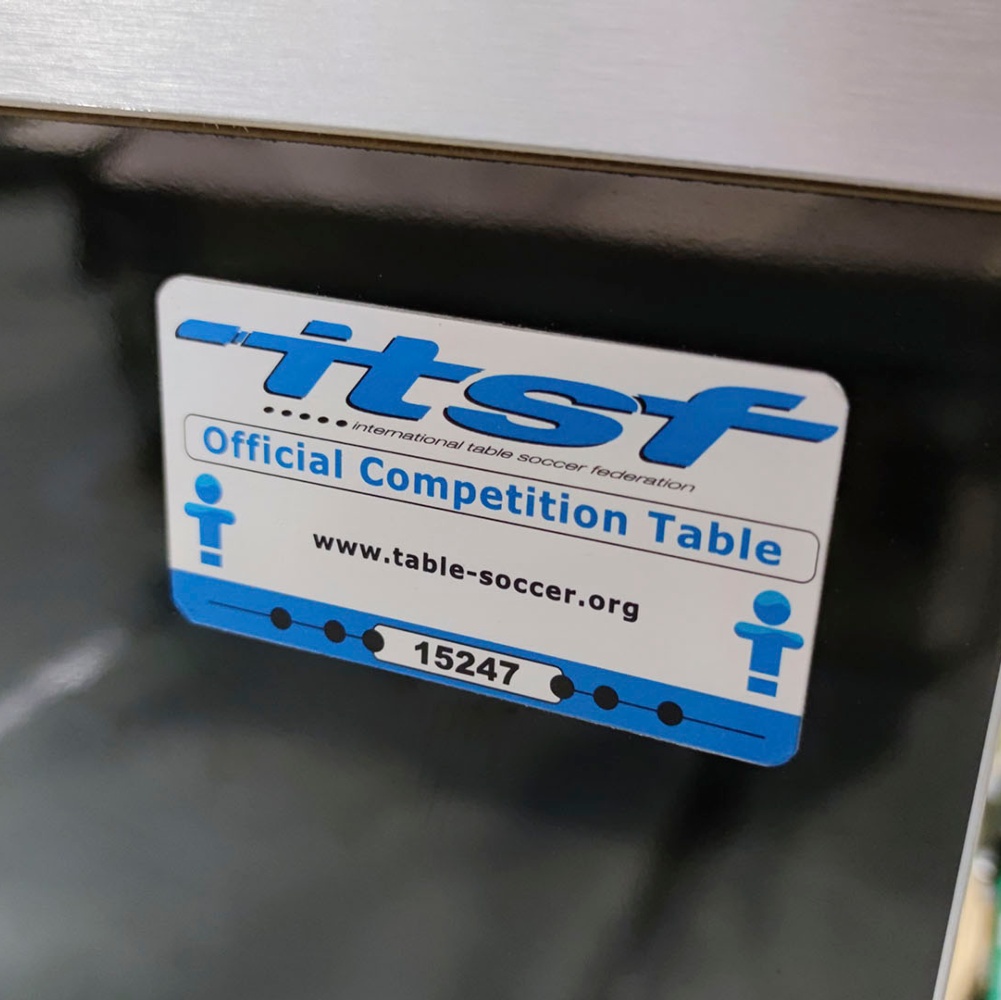 itsf
international table soccer federation
Official Competition Table
www.table-soccer.org
15247